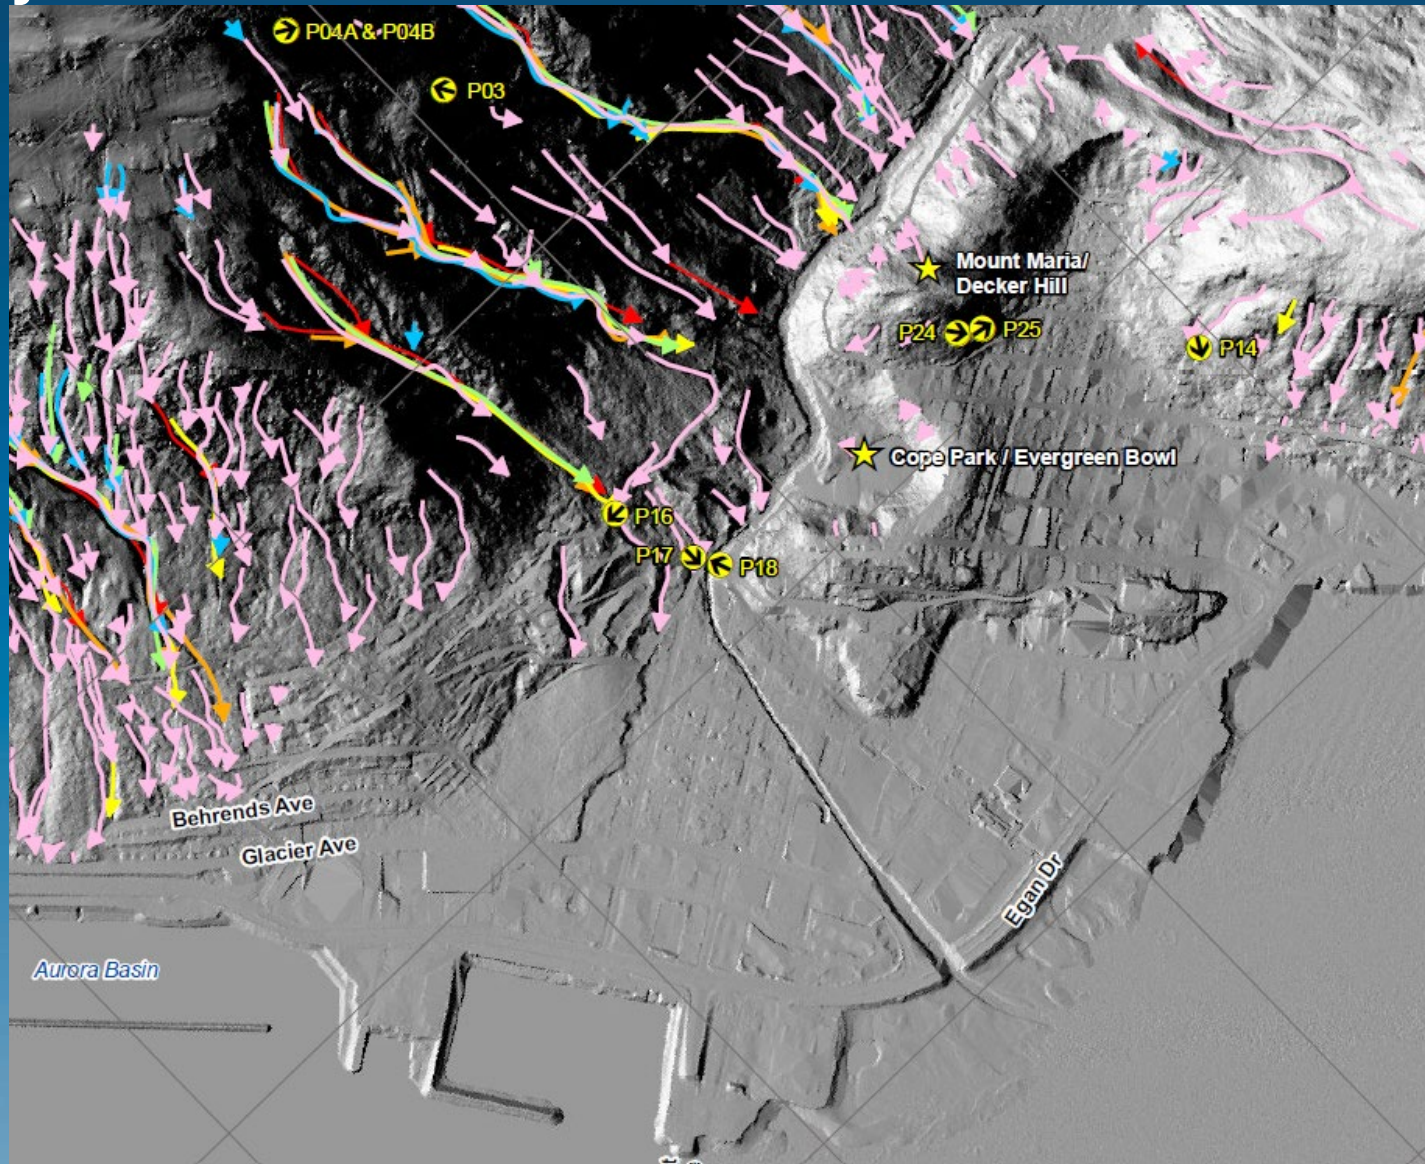 P04A & P04B
P03
Mount Maria/
Decker Hill
P24
P25
P14
Cope Park / Evergreen Bowl
P16
P17
P18
Behrends Ave
Glacier Ave
Egan Dr
Aurora Basin